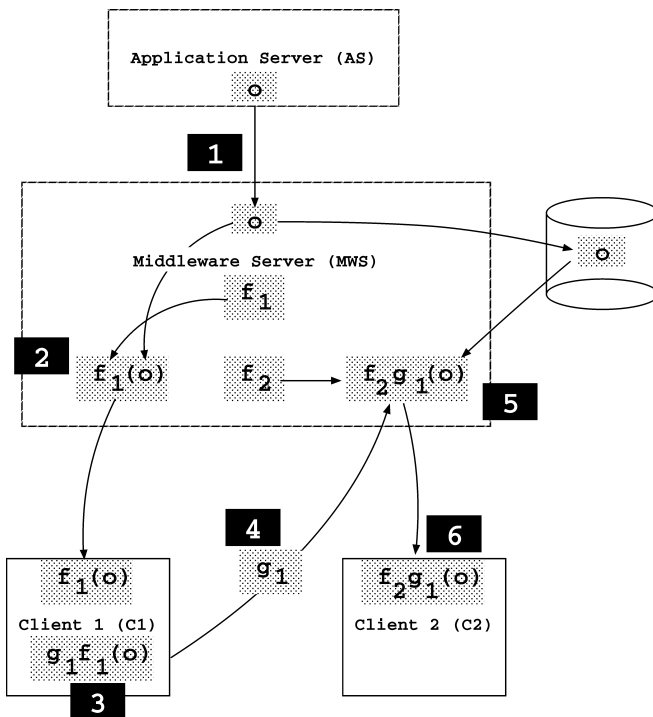 Application Server (AS)
o
1
o
o
Middleware Server (MWS)
f1
2
f1(o)
f2
f2g1(o)
5
4
6
g1
f1(o)
f2g1(o)
Client 1 (C1)
Client 2 (C2)
g1f1(o)
3